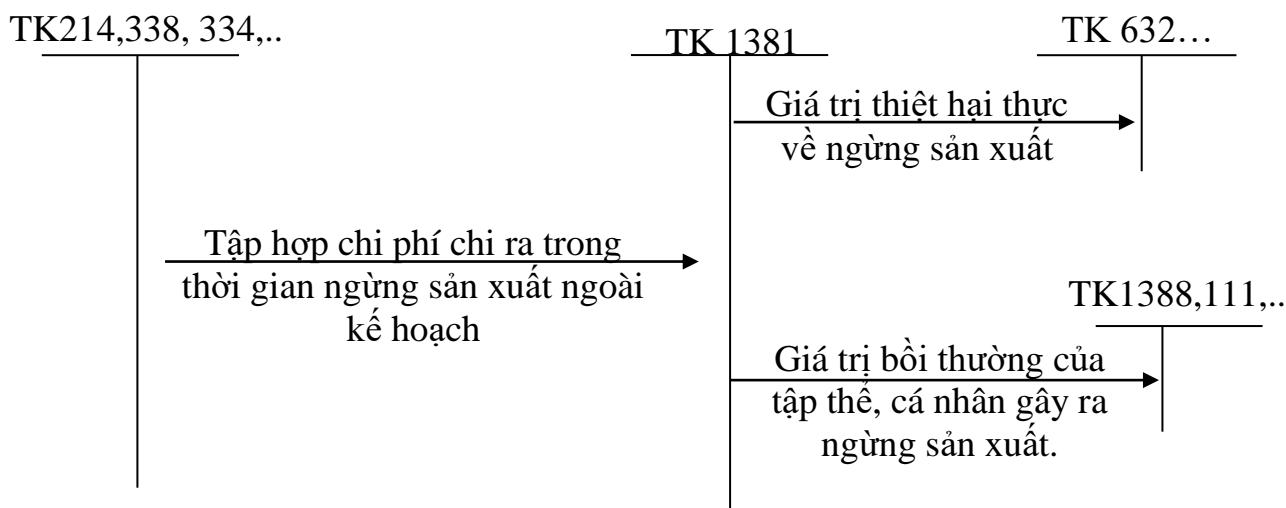 TK214,338, 334,..
TK 1381
TK 632…
Giá trị thiệt hại thực
về ngừng sản xuất
Tập hợp chi phí chi ra trong
thời gian ngừng sản xuất ngoài
kế hoạch
TK1388,111,..
Giá trị bồi thường của
tập thể, cá nhân gây ra
ngừng sản xuất.